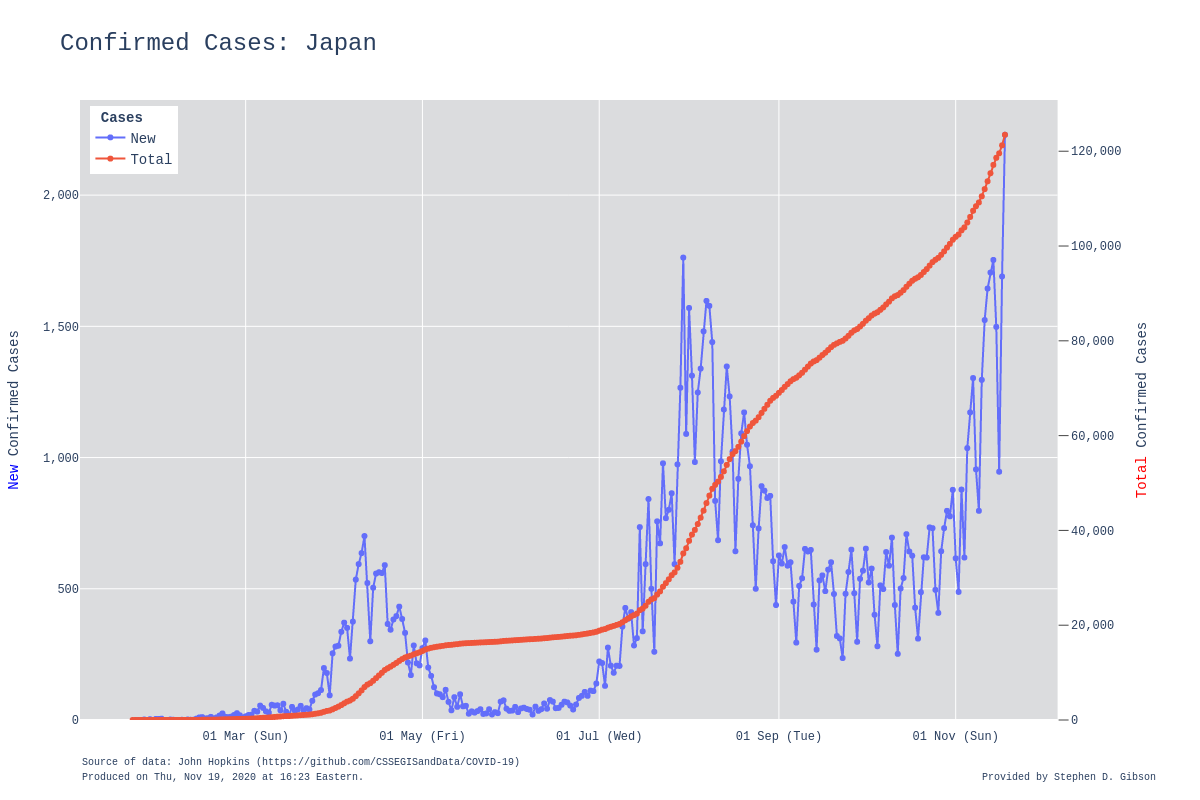 Confirmed Cases: Japan
Cases
New
Total
2,000
1,500
1,000
500
0
120,000
100,000
80,000
60,000
40,000
20,000
0
New Confirmed Cases
Total Confirmed Cases
01 Mar (Sun)
01 May (Fri)
01 Jul (Wed)
01 Sep (Tue)
01 Nov (Sun)
Source of data: John Hopkins (https://github.com/CSSEGISandData/COVID-19)
Produced on Thu, Nov 19, 2020 at 16:23 Eastern.
Provided by Stephen D. Gibson